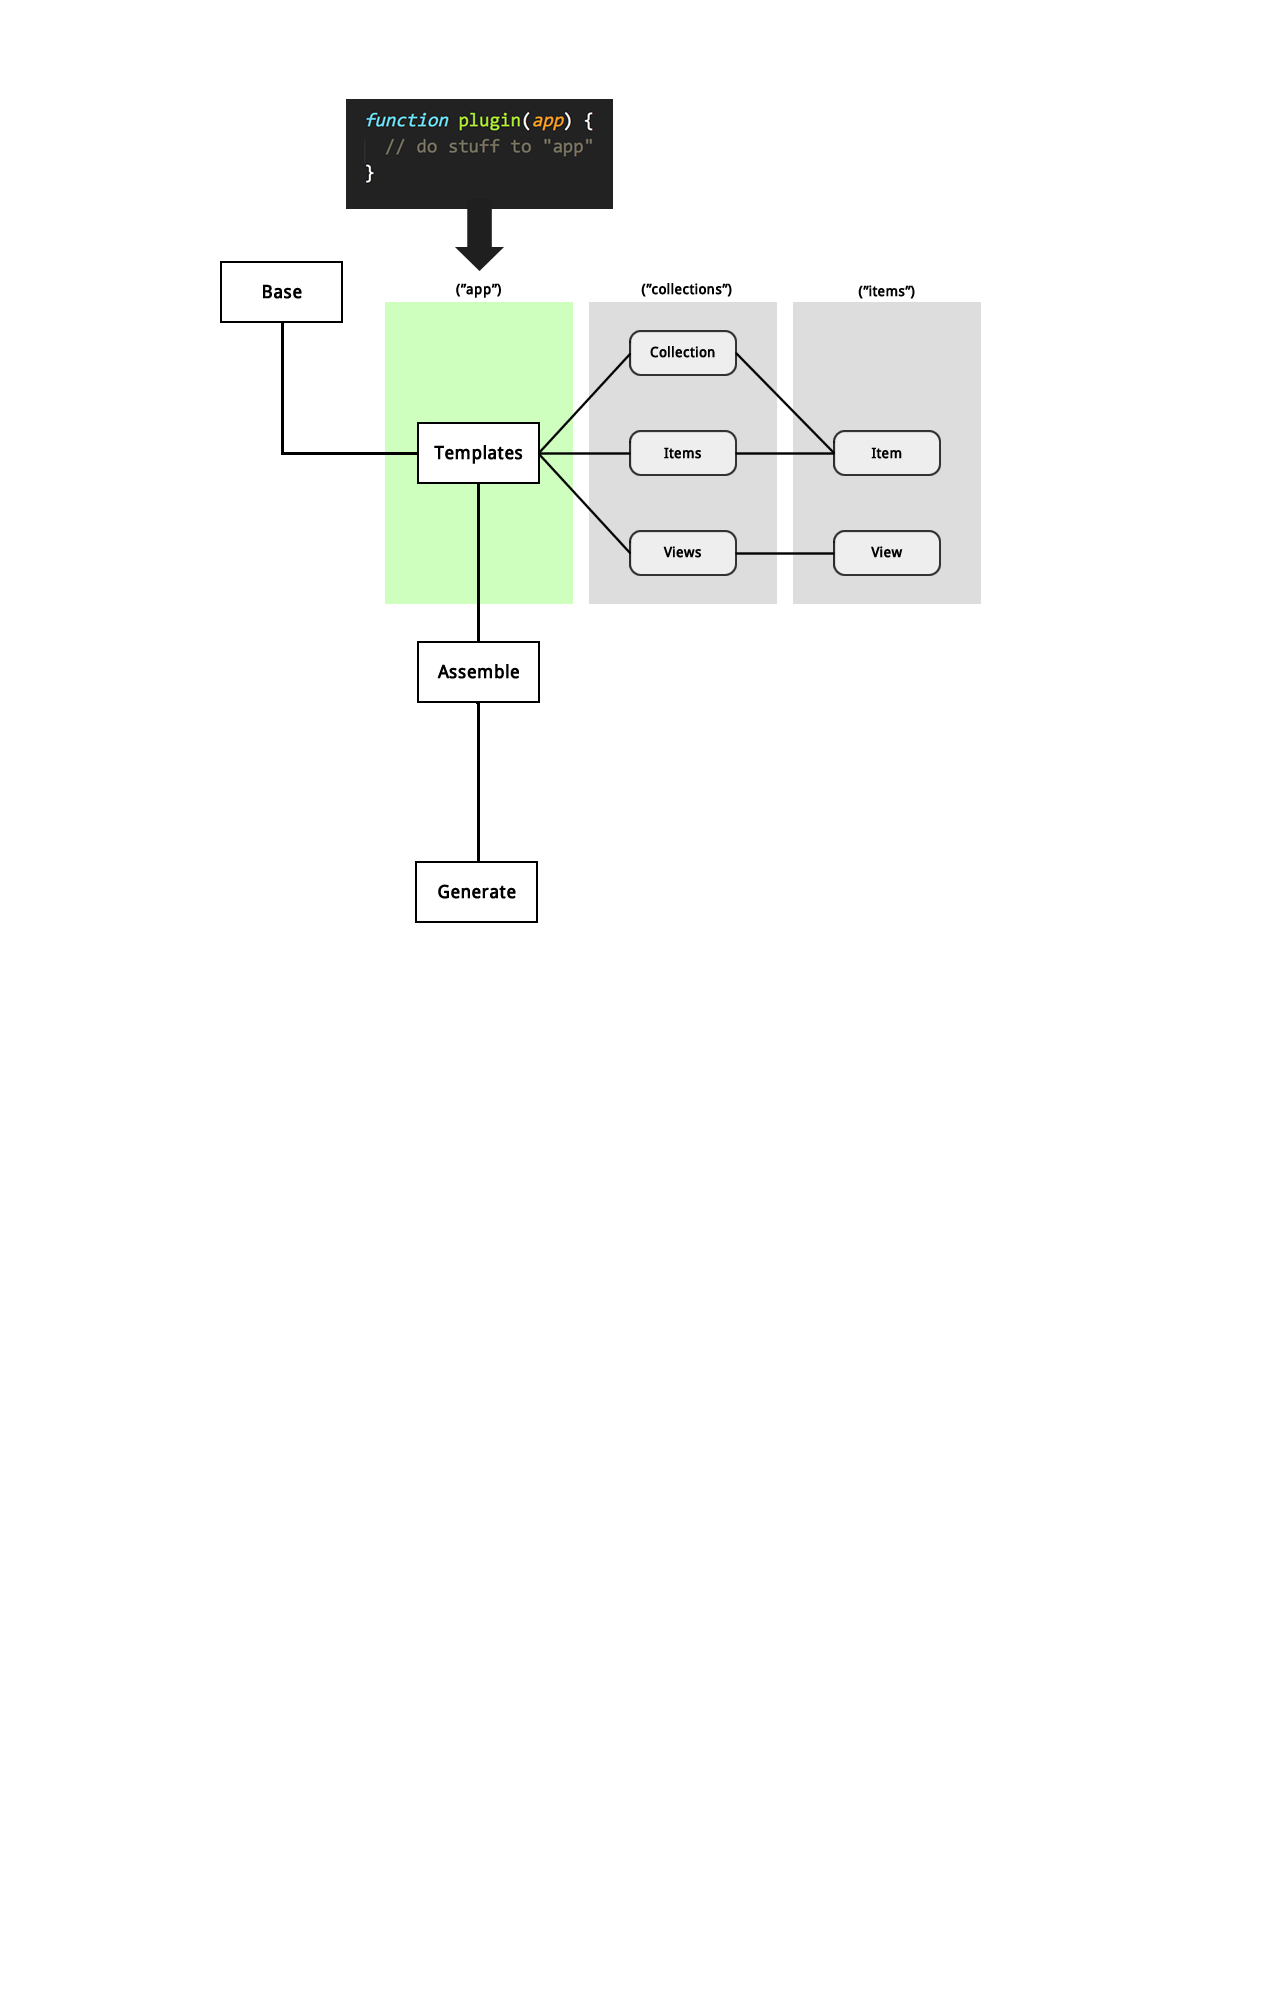 function plugin(app) {
// do stuff to "app"
}
Base
("app")
("collections")
("items")
Collection
Templates
Items
Item
Views
View
Assemble
Generate